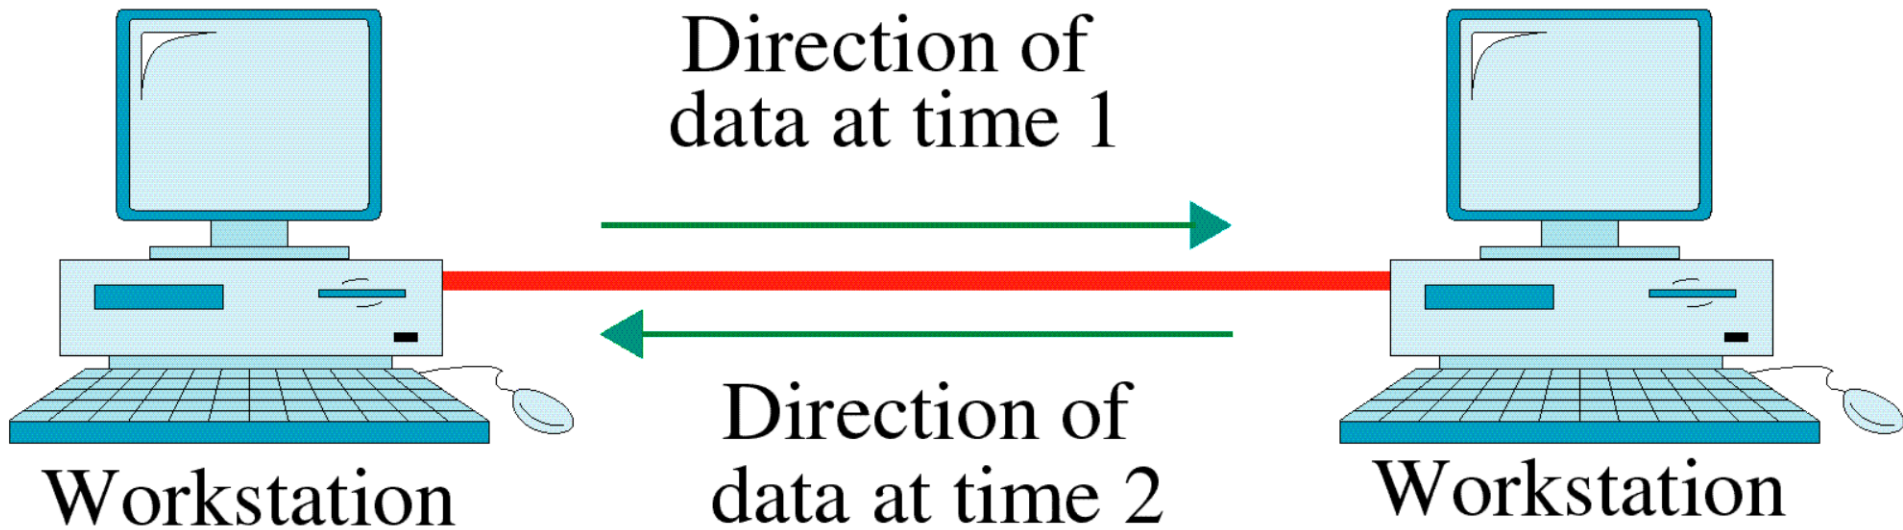 Direction of
data at time 1
Direction of
data at time 2
Workstation
Workstation